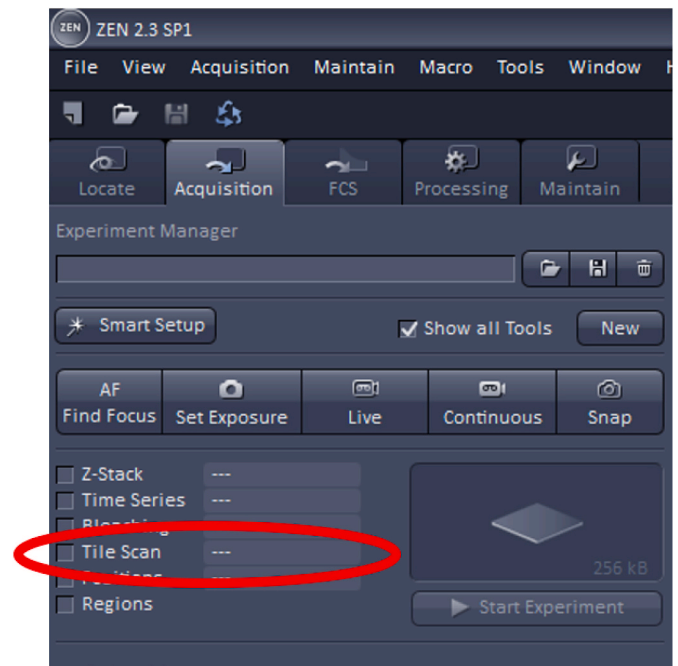 ZEN ZEN 2.3 SP1
File View Acquisition Maintain Macro Tools Window
Locate Acquisition FCS Processing Maintain
Experiment Manager
Smart Setup Show all Tools New
AF
Find Focus Set Exposure Live Continuous Snap
Z-Stack ---
Time Series ---
Bleaching
Tile Scan ---
Positions ---
256 kB
Regions
Start Experiment